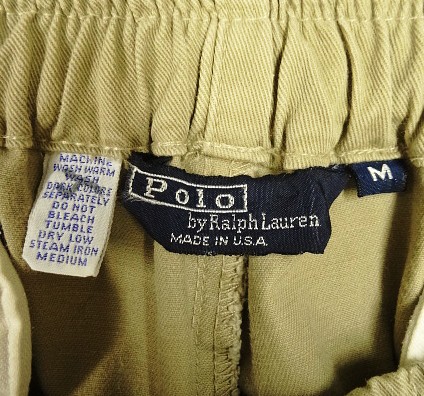 MACHINE
WASH WARM
WASH
DARK COLORS
SEPARATELY
DO NOT
BLEACH
TUMBLE
DRY LOW
STEAM IRON
MEDIUM
Polo
by Ralph Lauren
MADE IN U.S.A.
M